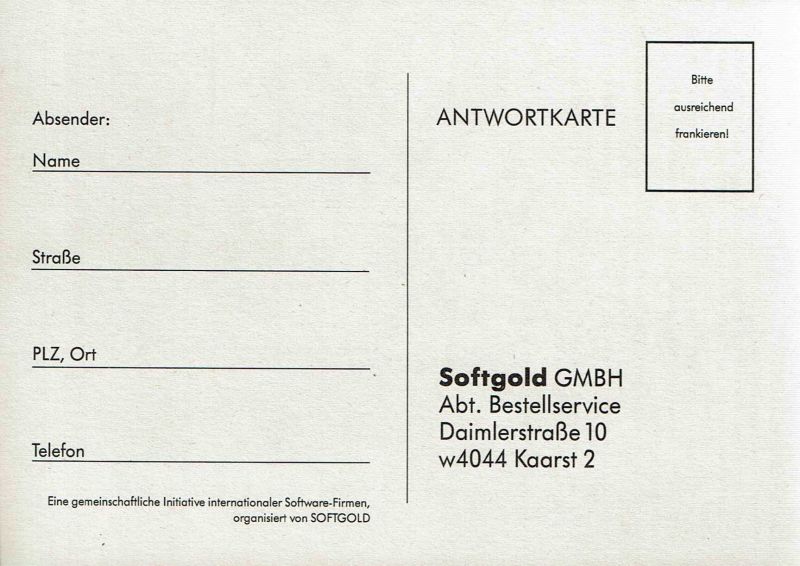 Absender:
Name
Straße
PLZ, Ort
Telefon
Eine gemeinschaftliche Initiative internationaler Software-Firmen,
organisiert von SOFTGOLD
ANTWORTKARTE
Bitte
ausreichend
frankieren!
Softgold GMBH
Abt. Bestellservice
Daimlerstraße 10
w4044 Kaarst 2